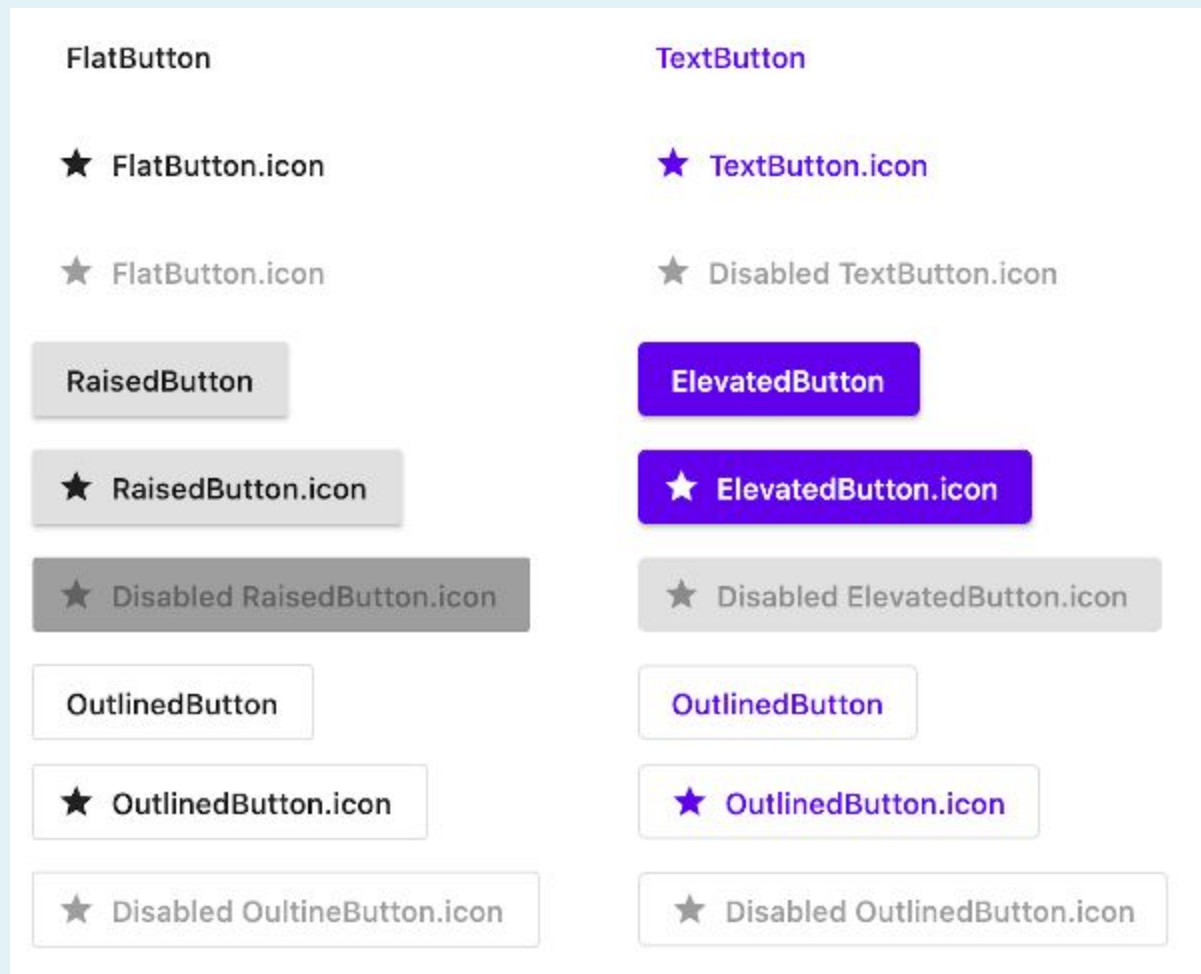 FlatButton
TextButton
FlatButton.icon
TextButton.icon
FlatButton.icon
Disabled TextButton.icon
RaisedButton
ElevatedButton
RaisedButton.icon
ElevatedButton.icon
Disabled RaisedButton.icon
Disabled ElevatedButton.icon
OutlinedButton
OutlinedButton
OutlinedButton.icon
OutlinedButton.icon
Disabled OultineButton.icon
Disabled OutlinedButton.icon